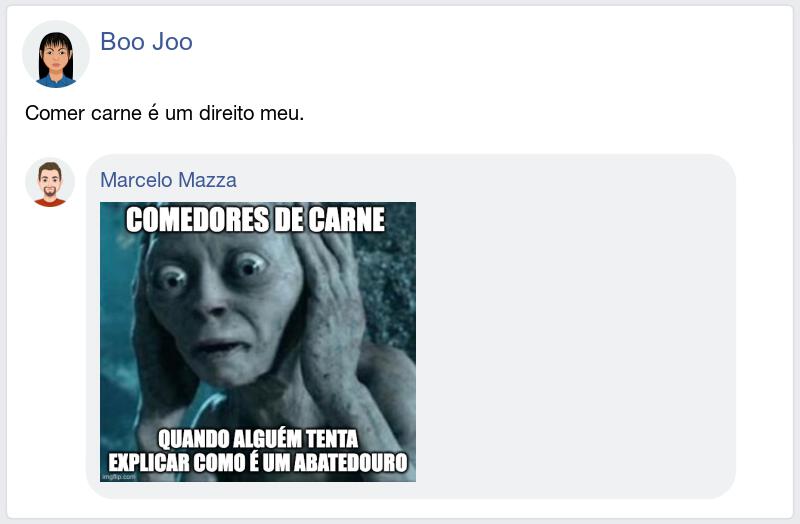 Boo Joo
Comer carne é um direito meu.
Marcelo Mazza
COMEDORES DE CARNE
QUANDO ALGUÉM TENTA
EXPLICAR COMO É UM ABATEDOURO
imgflip.com